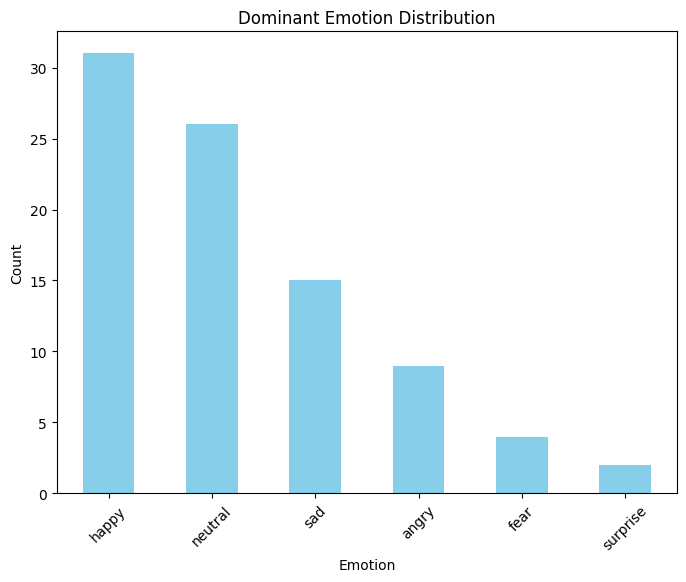 Dominant Emotion Distribution
Count
30
25
20
15
10
5
0
happy
neutral
sad
angry
fear
surprise
Emotion